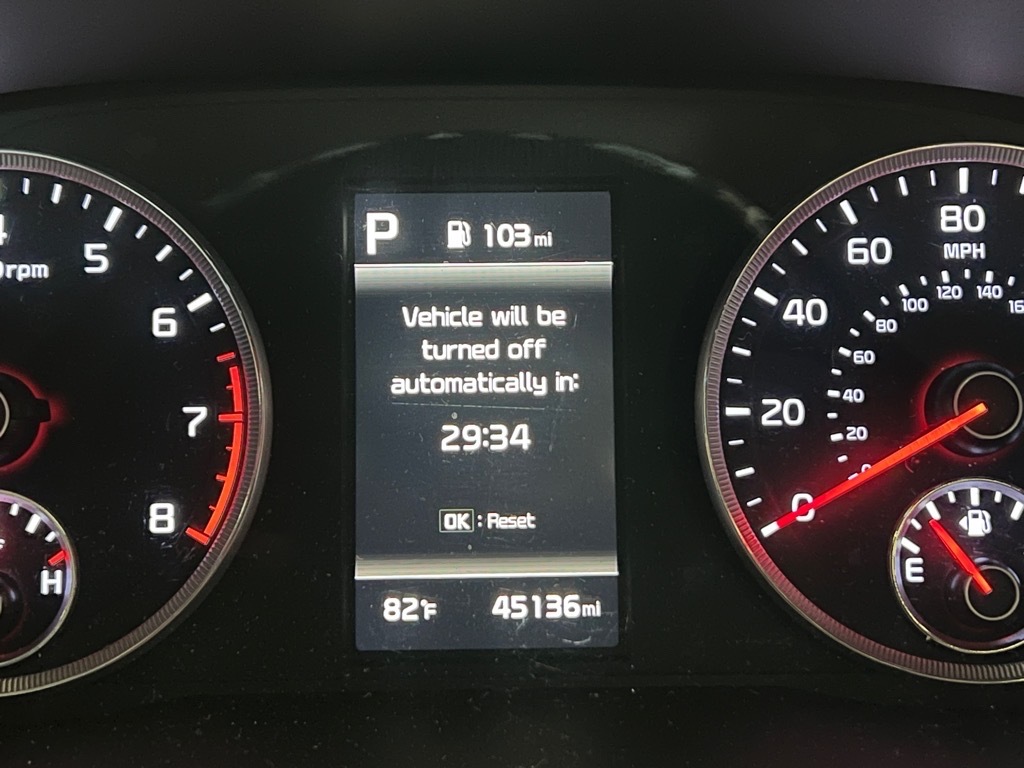 P 103 mi
Vehicle will be
turned off
automatically in:
29:34
OK : Reset
82°F 45136 mi
5
rpm
6
7
8
H
0
20
40
60
80
MPH
20
40
60
80
100
120
140
E